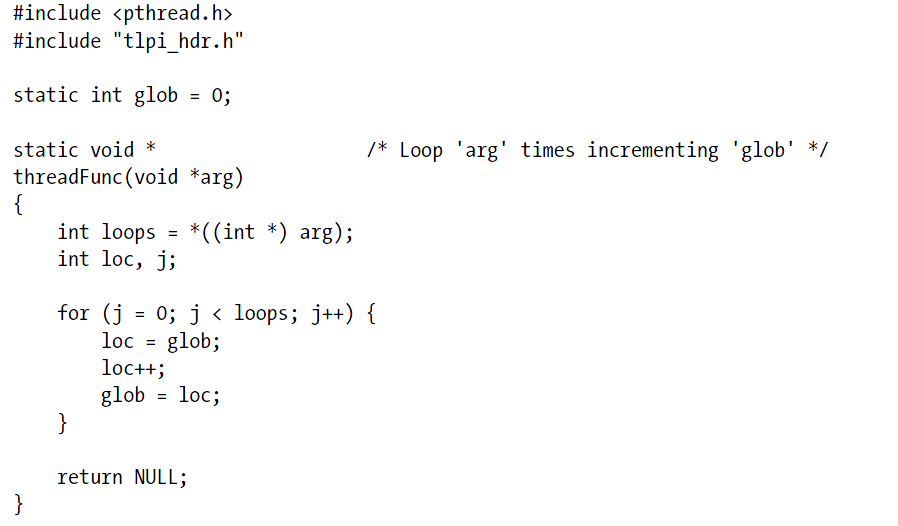 #include <pthread.h>
#include "tlpi_hdr.h"

static int glob = 0;

static void *                   /* Loop 'arg' times incrementing 'glob' */
threadFunc(void *arg)
{
    int loops = *((int *) arg);
    int loc, j;

    for (j = 0; j < loops; j++) {
        loc = glob;
        loc++;
        glob = loc;
    }

    return NULL;
}